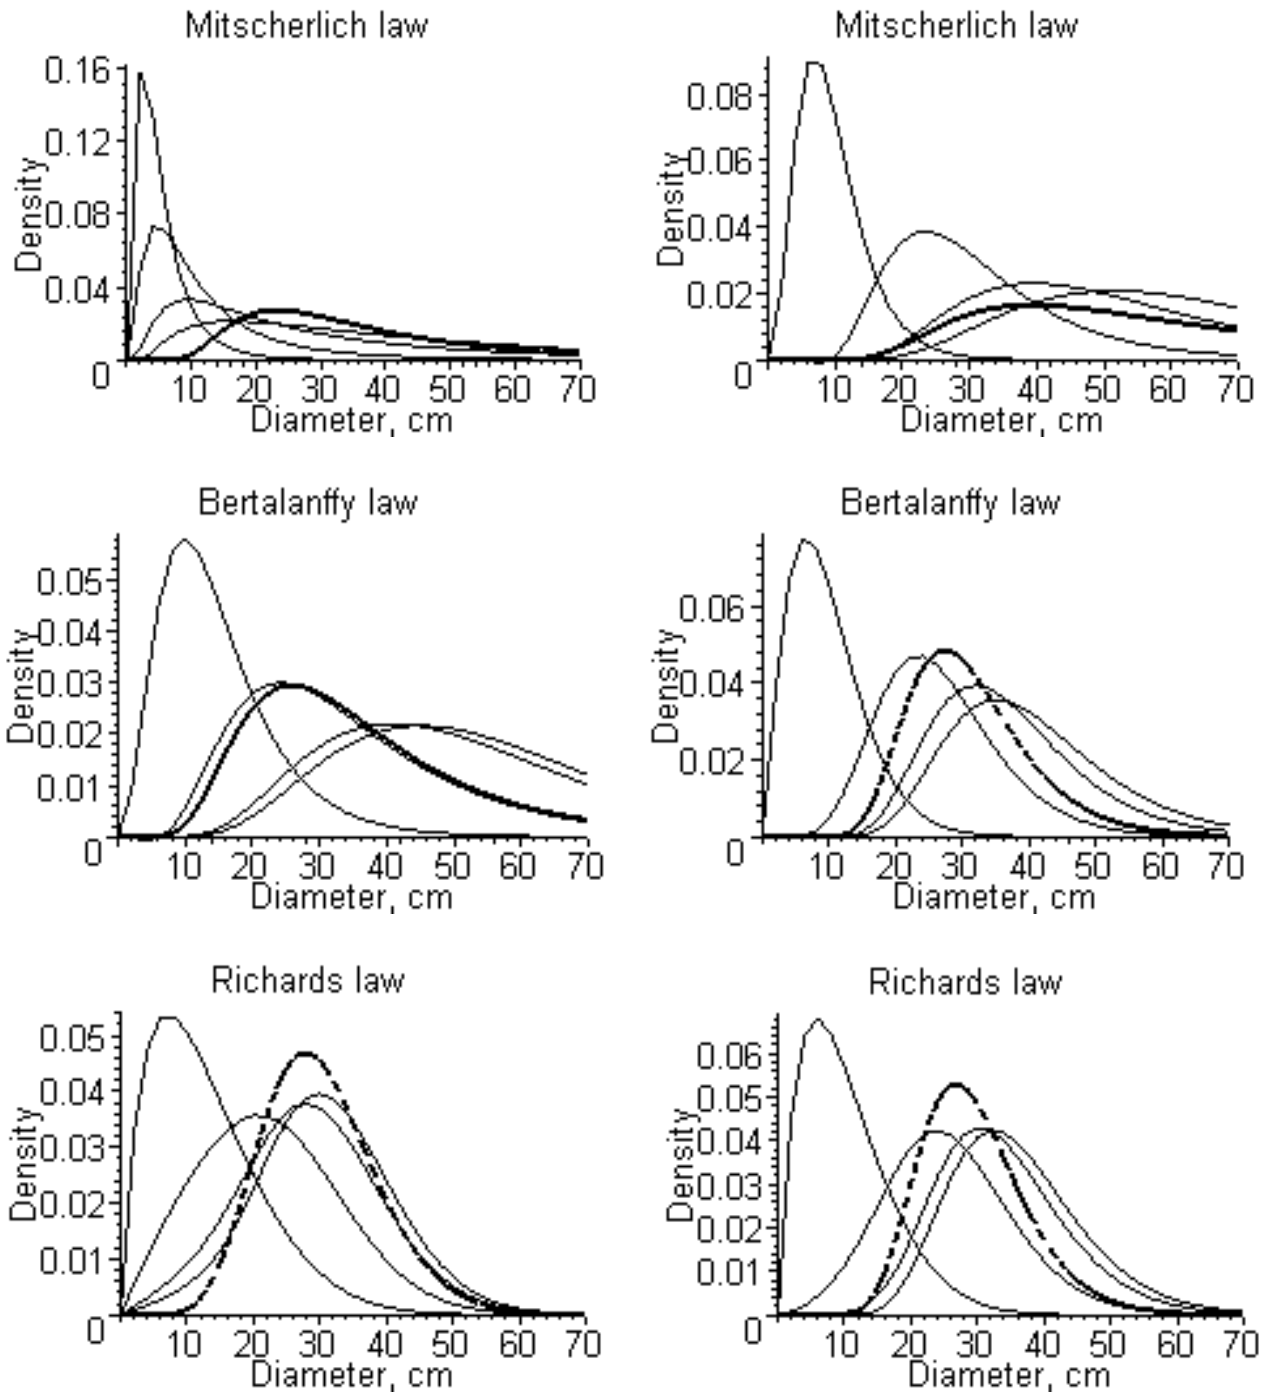 Mitscherlich law
0.16
0.12
0.08
0.04
0
Density
10 20 30 40 50 60 70
Diameter, cm
Mitscherlich law
0.08
0.06
0.04
0.02
0
Density
10 20 30 40 50 60 70
Diameter, cm
Bertalanffy law
0.05
0.04
0.03
0.02
0.01
0
Density
10 20 30 40 50 60 70
Diameter, cm
Bertalanffy law
0.06
0.04
0.02
0
Density
10 20 30 40 50 60 70
Diameter, cm
Richards law
0.05
0.04
0.03
0.02
0.01
0
Density
10 20 30 40 50 60 70
Diameter, cm
Richards law
0.06
0.05
0.04
0.03
0.02
0.01
0
Density
10 20 30 40 50 60 70
Diameter, cm